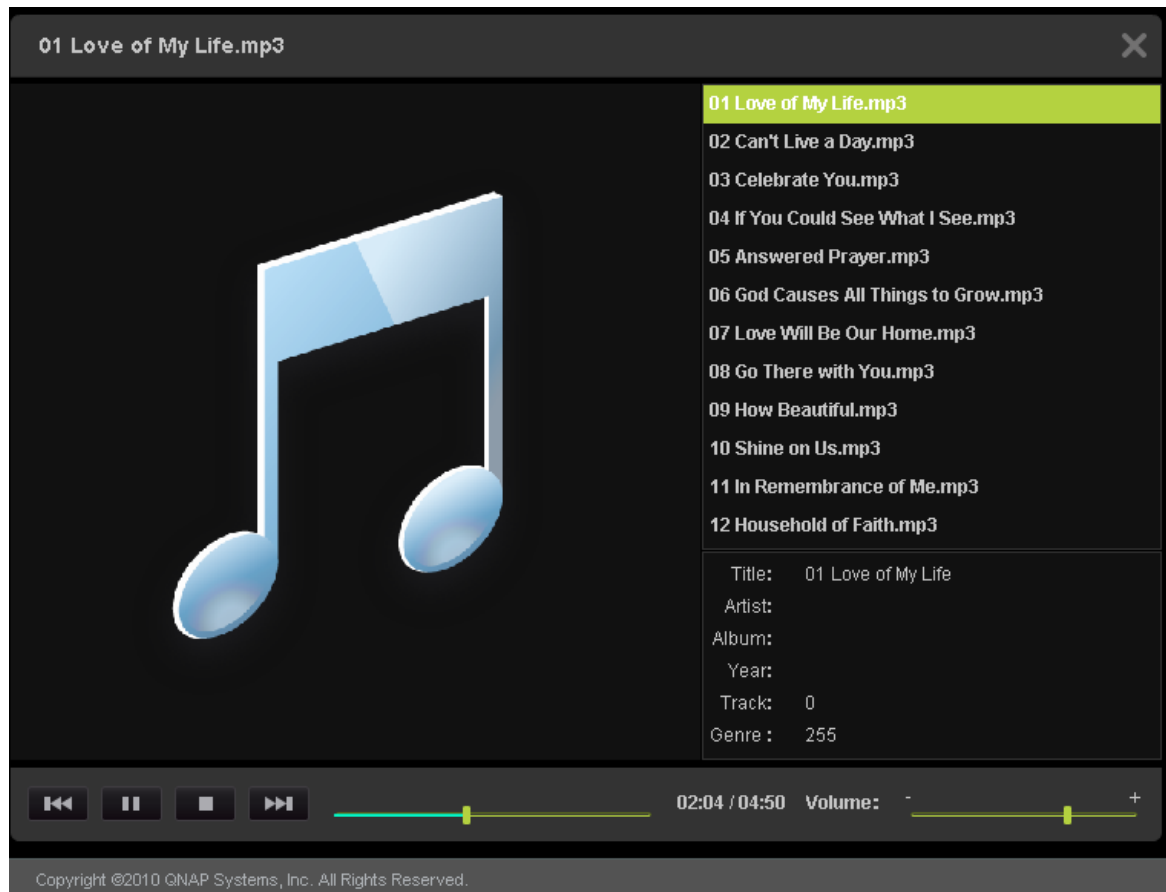 01 Love of My Life.mp3
01 Love of My Life.mp3
02 Can't Live a Day.mp3
03 Celebrate You.mp3
04 If You Could See What I See.mp3
05 Answered Prayer.mp3
06 God Causes All Things to Grow.mp3
07 Love Will Be Our Home.mp3
08 Go There with You.mp3
09 How Beautiful.mp3
10 Shine on Us.mp3
11 In Remembrance of Me.mp3
12 Household of Faith.mp3
Title: 01 Love of My Life
Artist:
Album:
Year:
Track: 0
Genre : 255
02:04 / 04:50 Volume: - +
Copyright ©2010 QNAP Systems, Inc. All Rights Reserved.